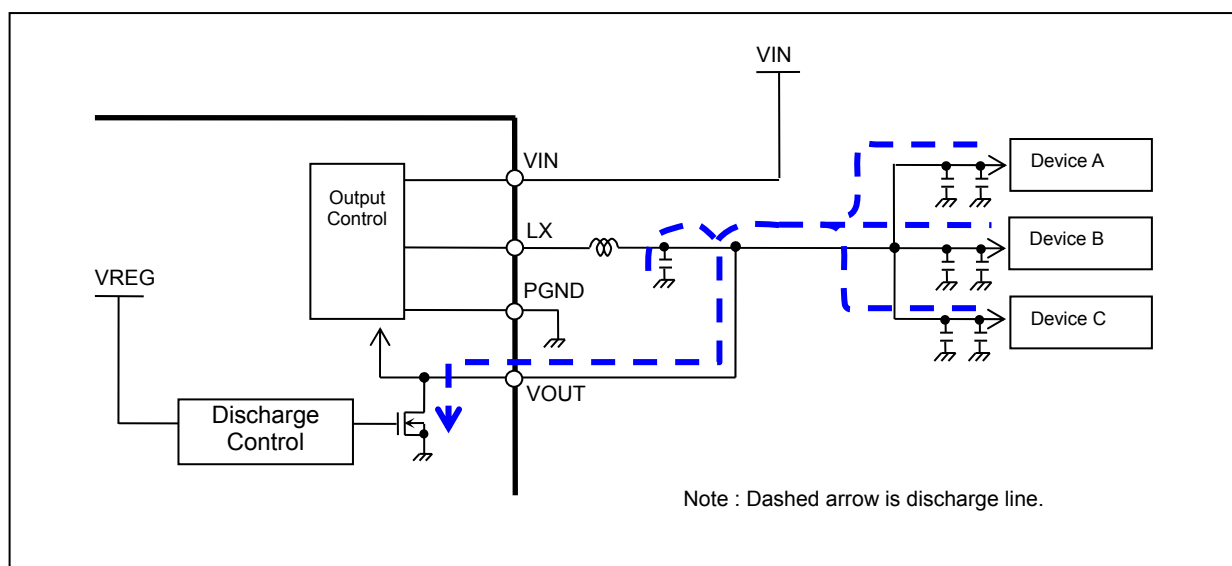 VIN
VIN
Output
Control
LX
VREG
PGND
VOUT
Discharge
Control
Device A
Device B
Device C
Note : Dashed arrow is discharge line.